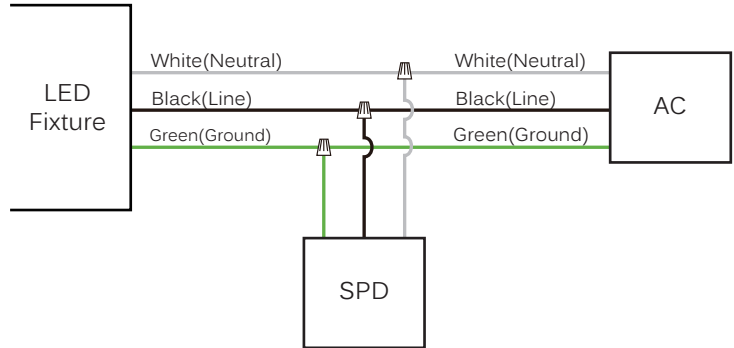 White(Neutral) White(Neutral)
LED
Fixture
Black(Line) Black(Line)
AC
Green(Ground) Green(Ground)
SPD